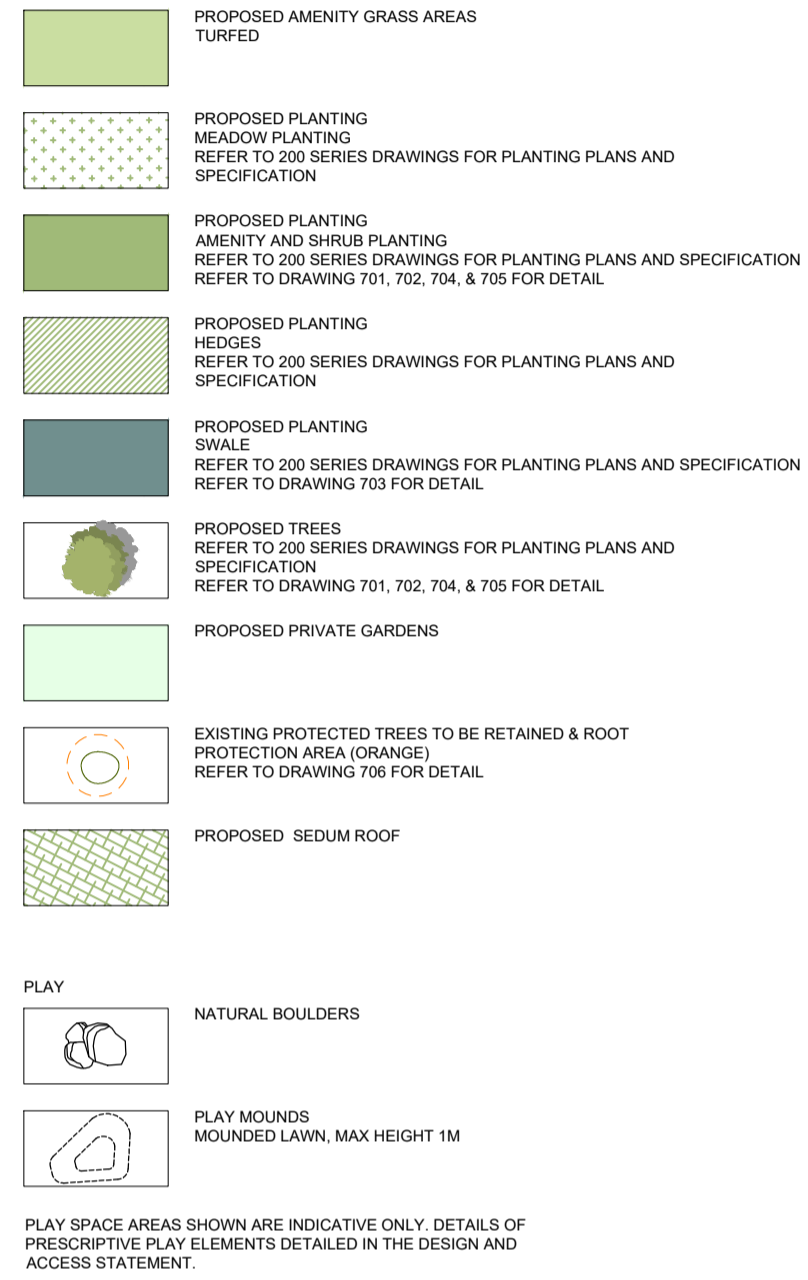 PROPOSED AMENITY GRASS AREAS
TURFED
PROPOSED PLANTING
MEADOW PLANTING
REFER TO 200 SERIES DRAWINGS FOR PLANTING PLANS AND
SPECIFICATION
PROPOSED PLANTING
AMENITY AND SHRUB PLANTING
REFER TO 200 SERIES DRAWINGS FOR PLANTING PLANS AND SPECIFICATION
REFER TO DRAWING 701, 702, 704, & 705 FOR DETAIL
PROPOSED PLANTING
HEDGES
REFER TO 200 SERIES DRAWINGS FOR PLANTING PLANS AND
SPECIFICATION
PROPOSED PLANTING
SWALE
REFER TO 200 SERIES DRAWINGS FOR PLANTING PLANS AND SPECIFICATION
REFER TO DRAWING 703 FOR DETAIL
PROPOSED TREES
REFER TO 200 SERIES DRAWINGS FOR PLANTING PLANS AND
SPECIFICATION
REFER TO DRAWING 701, 702, 704, & 705 FOR DETAIL
PROPOSED PRIVATE GARDENS
EXISTING PROTECTED TREES TO BE RETAINED & ROOT
PROTECTION AREA (ORANGE)
REFER TO DRAWING 706 FOR DETAIL
PROPOSED  SEDUM ROOF
PLAY
NATURAL BOULDERS
PLAY MOUNDS
MOUNDED LAWN, MAX HEIGHT 1M
PLAY SPACE AREAS SHOWN ARE INDICATIVE ONLY. DETAILS OF
PRESCRIPTIVE PLAY ELEMENTS DETAILED IN THE DESIGN AND
ACCESS STATEMENT.